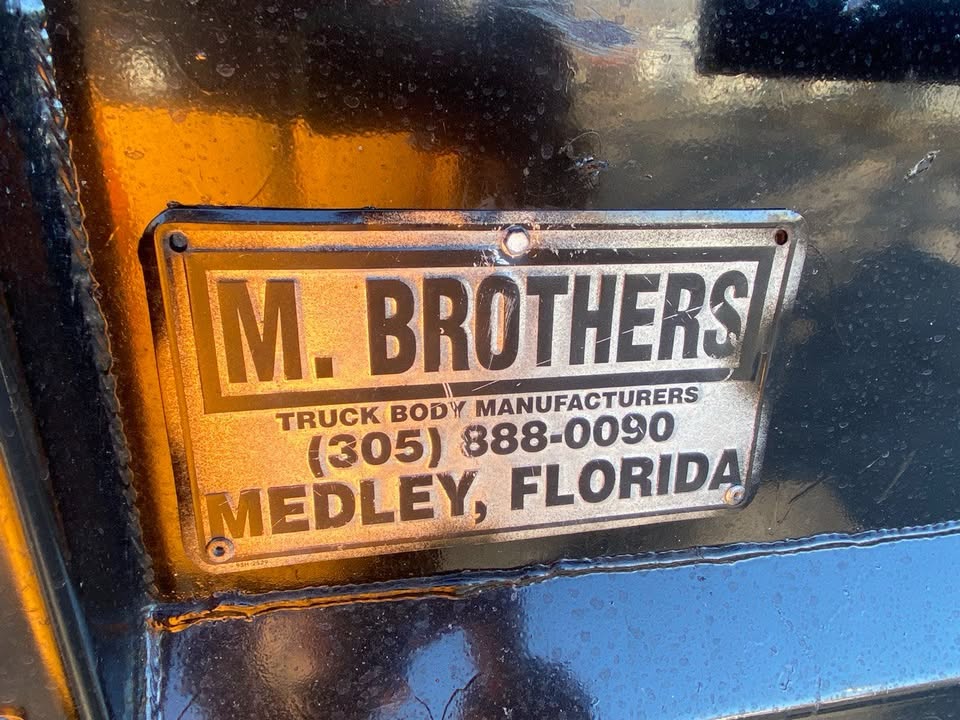 M. BROTHERS
TRUCK BODY MANUFACTURERS
(305) 888-0090
MEDLEY, FLORIDA